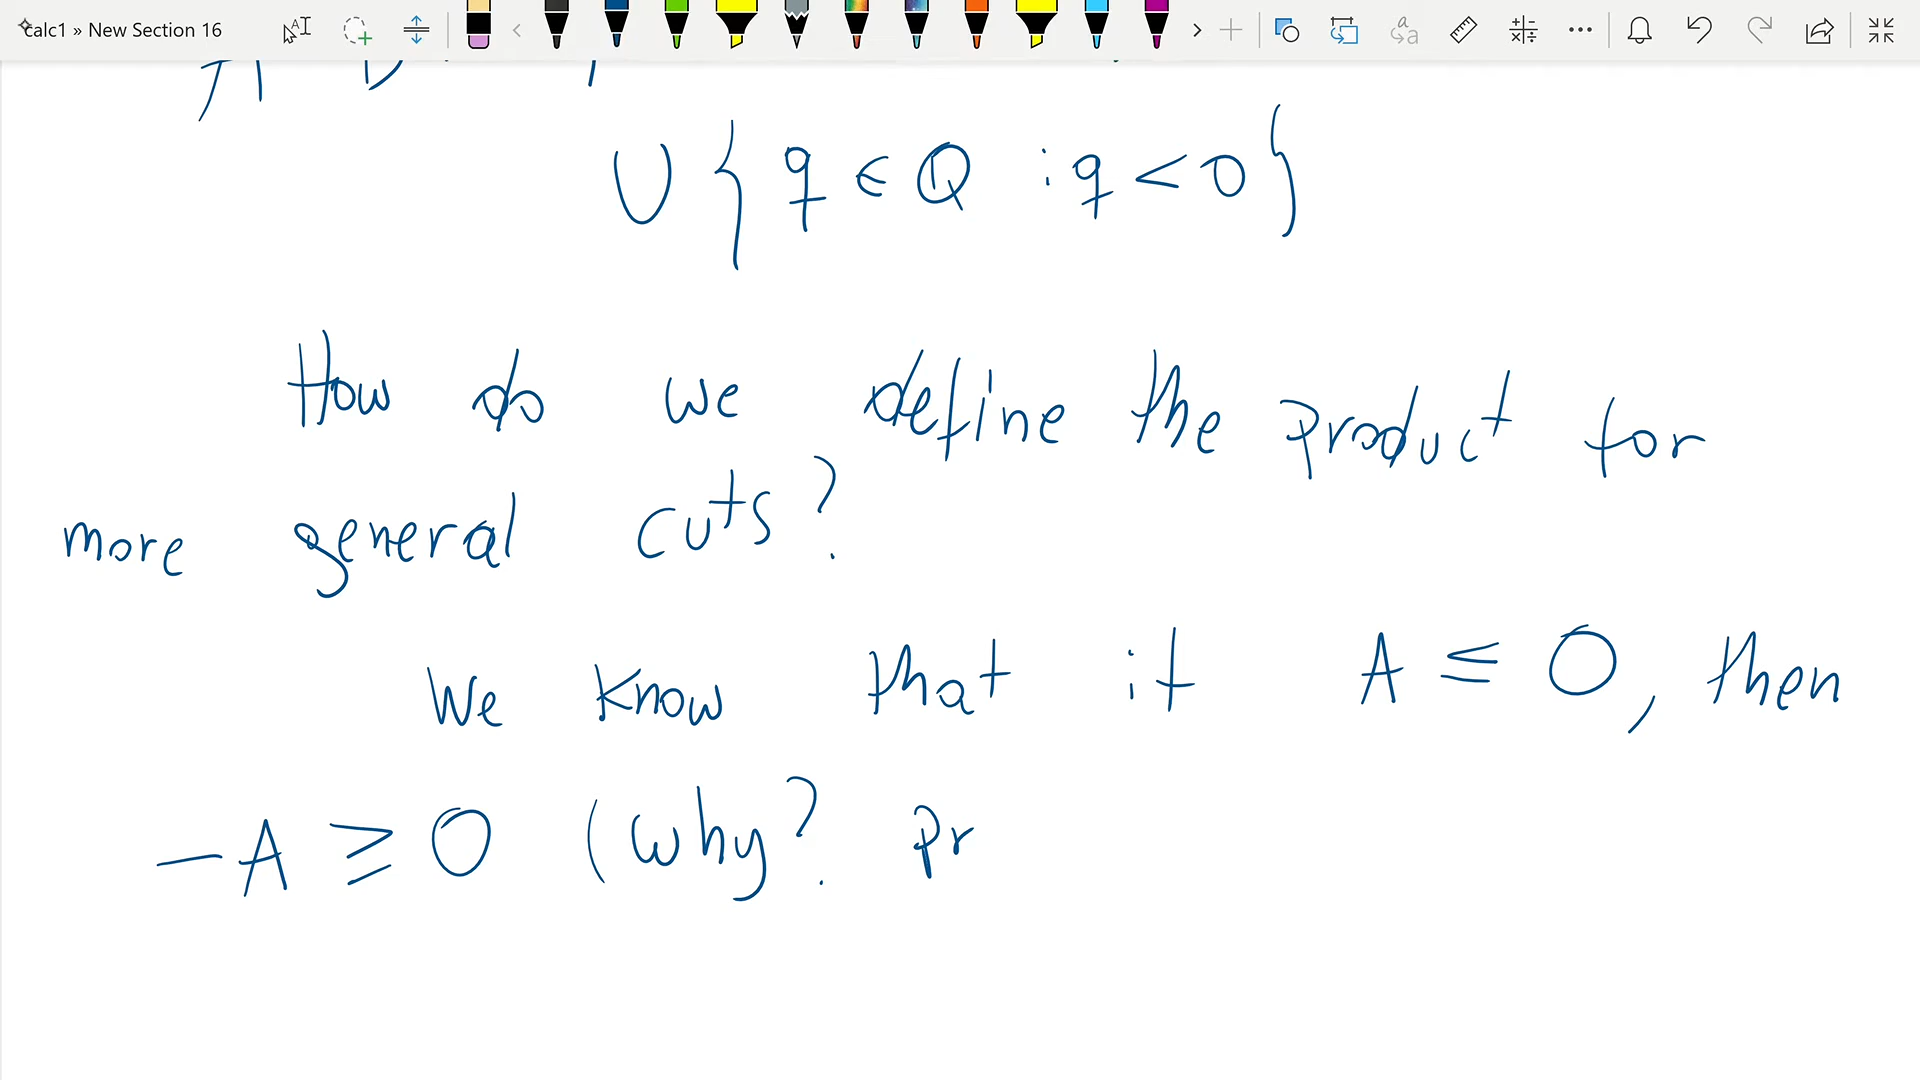 calc1 » New Section 16
∪ { q ∈ Q : q < 0 }
How do we define the product for
more general cuts?
We know that if A ≤ 0, then
-A ≥ 0 (why? Pr